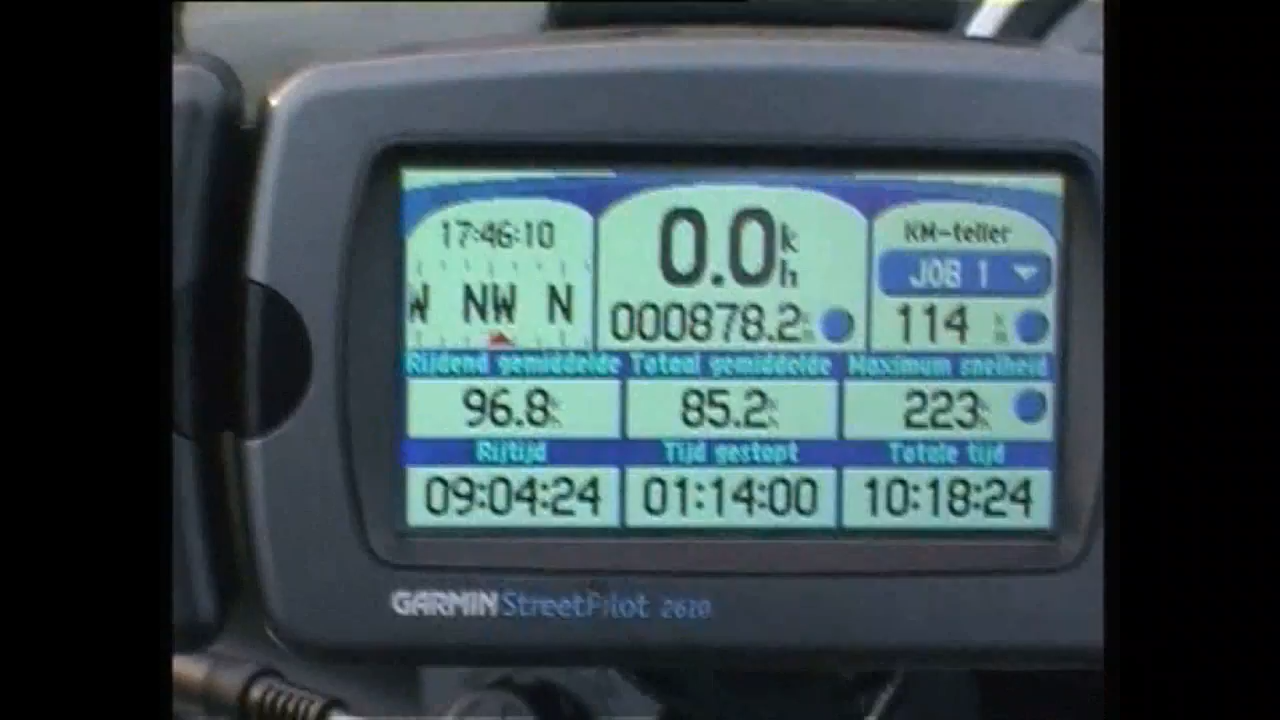 17:46:10
W NW N
0.0 k h
000878.2
KM-teller
JOB 1
114
Rijdend gemiddelde Totaal gemiddelde Maximum snelheid
96.8 85.2 223
Rijtijd Tijd gestopt Totale tijd
09:04:24 01:14:00 10:18:24
GARMIN StreetPilot 2610